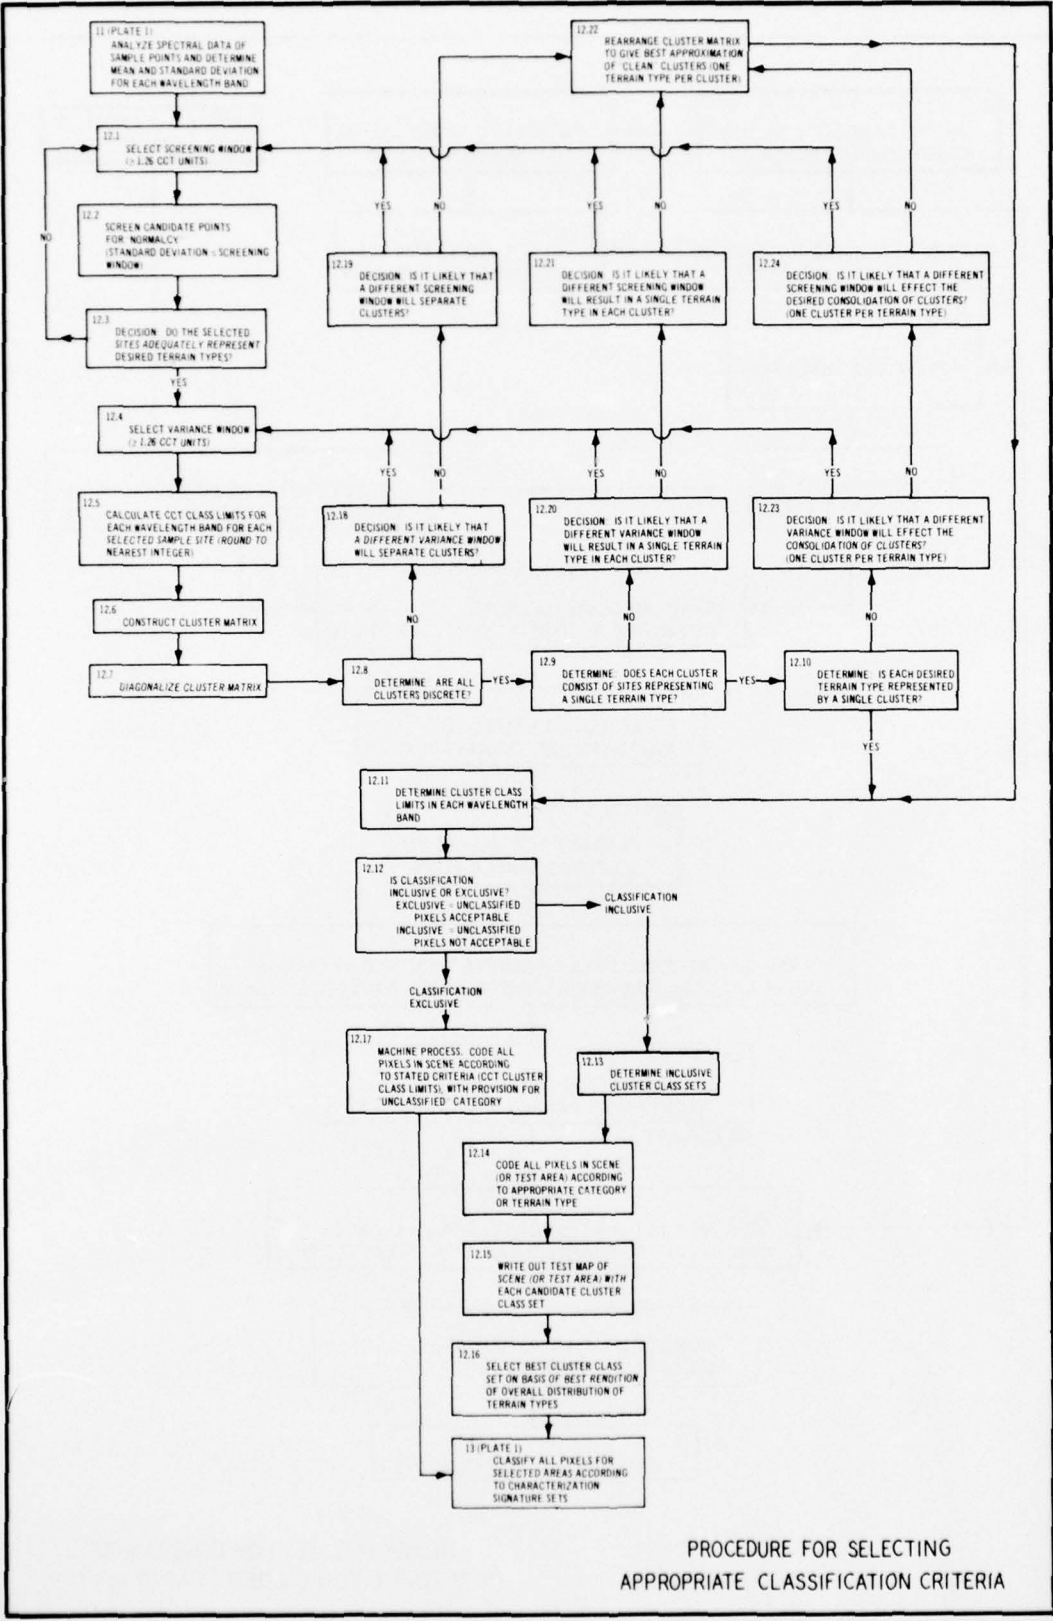 11 (PLATE 1)
ANALYZE SPECTRAL DATA OF
SAMPLE POINTS AND DETERMINE
MEAN AND STANDARD DEVIATION
FOR EACH WAVELENGTH BAND
12.22
REARRANGE CLUSTER MATRIX
TO GIVE BEST APPROXIMATION
OF CLEAN CLUSTERS (ONE
TERRAIN TYPE PER CLUSTER)
12.1
SELECT SCREENING WINDOW
(≥ 1.26 CCT UNITS)
12.2
SCREEN CANDIDATE POINTS
FOR NORMALCY
(STANDARD DEVIATION ≤ SCREENING
WINDOW)
NO
YES
NO
YES
NO
YES
NO
12.3
DECISION: DO THE SELECTED
SITES ADEQUATELY REPRESENT
DESIRED TERRAIN TYPES?
YES
12.19
DECISION: IS IT LIKELY THAT
A DIFFERENT SCREENING
WINDOW WILL SEPARATE
CLUSTERS?
12.21
DECISION: IS IT LIKELY THAT A
DIFFERENT SCREENING WINDOW
WILL RESULT IN A SINGLE TERRAIN
TYPE IN EACH CLUSTER?
12.24
DECISION: IS IT LIKELY THAT A DIFFERENT
SCREENING WINDOW WILL EFFECT THE
DESIRED CONSOLIDATION OF CLUSTERS?
(ONE CLUSTER PER TERRAIN TYPE)
12.4
SELECT VARIANCE WINDOW
(≥ 1.26 CCT UNITS)
YES
NO
YES
NO
YES
NO
12.5
CALCULATE CCT CLASS LIMITS FOR
EACH WAVELENGTH BAND FOR EACH
SELECTED SAMPLE SITE (ROUND TO
NEAREST INTEGER)
12.18
DECISION: IS IT LIKELY THAT
A DIFFERENT VARIANCE WINDOW
WILL SEPARATE CLUSTERS?
12.20
DECISION: IS IT LIKELY THAT A
DIFFERENT VARIANCE WINDOW
WILL RESULT IN A SINGLE TERRAIN
TYPE IN EACH CLUSTER?
12.23
DECISION: IS IT LIKELY THAT A DIFFERENT
VARIANCE WINDOW WILL EFFECT THE
CONSOLIDATION OF CLUSTERS?
(ONE CLUSTER PER TERRAIN TYPE)
12.6
CONSTRUCT CLUSTER MATRIX
NO
NO
NO
12.7
DIAGONALIZE CLUSTER MATRIX
12.8
DETERMINE: ARE ALL
CLUSTERS DISCRETE?
YES
12.9
DETERMINE: DOES EACH CLUSTER
CONSIST OF SITES REPRESENTING
A SINGLE TERRAIN TYPE?
YES
12.10
DETERMINE: IS EACH DESIRED
TERRAIN TYPE REPRESENTED
BY A SINGLE CLUSTER?
YES
12.11
DETERMINE CLUSTER CLASS
LIMITS IN EACH WAVELENGTH
BAND
12.12
IS CLASSIFICATION
INCLUSIVE OR EXCLUSIVE?
EXCLUSIVE = UNCLASSIFIED
PIXELS ACCEPTABLE
INCLUSIVE = UNCLASSIFIED
PIXELS NOT ACCEPTABLE
CLASSIFICATION
INCLUSIVE
CLASSIFICATION
EXCLUSIVE
12.17
MACHINE PROCESS: CODE ALL
PIXELS IN SCENE ACCORDING
TO STATED CRITERIA (CCT CLUSTER
CLASS LIMITS), WITH PROVISION FOR
"UNCLASSIFIED" CATEGORY
12.13
DETERMINE INCLUSIVE
CLUSTER CLASS SETS
12.14
CODE ALL PIXELS IN SCENE
(OR TEST AREA) ACCORDING
TO APPROPRIATE CATEGORY
OR TERRAIN TYPE
12.15
WRITE OUT TEST MAP OF
SCENE (OR TEST AREA) WITH
EACH CANDIDATE CLUSTER
CLASS SET
12.16
SELECT BEST CLUSTER CLASS
SET ON BASIS OF BEST RENDITION
OF OVERALL DISTRIBUTION OF
TERRAIN TYPES
13 (PLATE 1)
CLASSIFY ALL PIXELS FOR
SELECTED AREAS ACCORDING
TO CHARACTERIZATION
SIGNATURE SETS
PROCEDURE FOR SELECTING
APPROPRIATE CLASSIFICATION CRITERIA